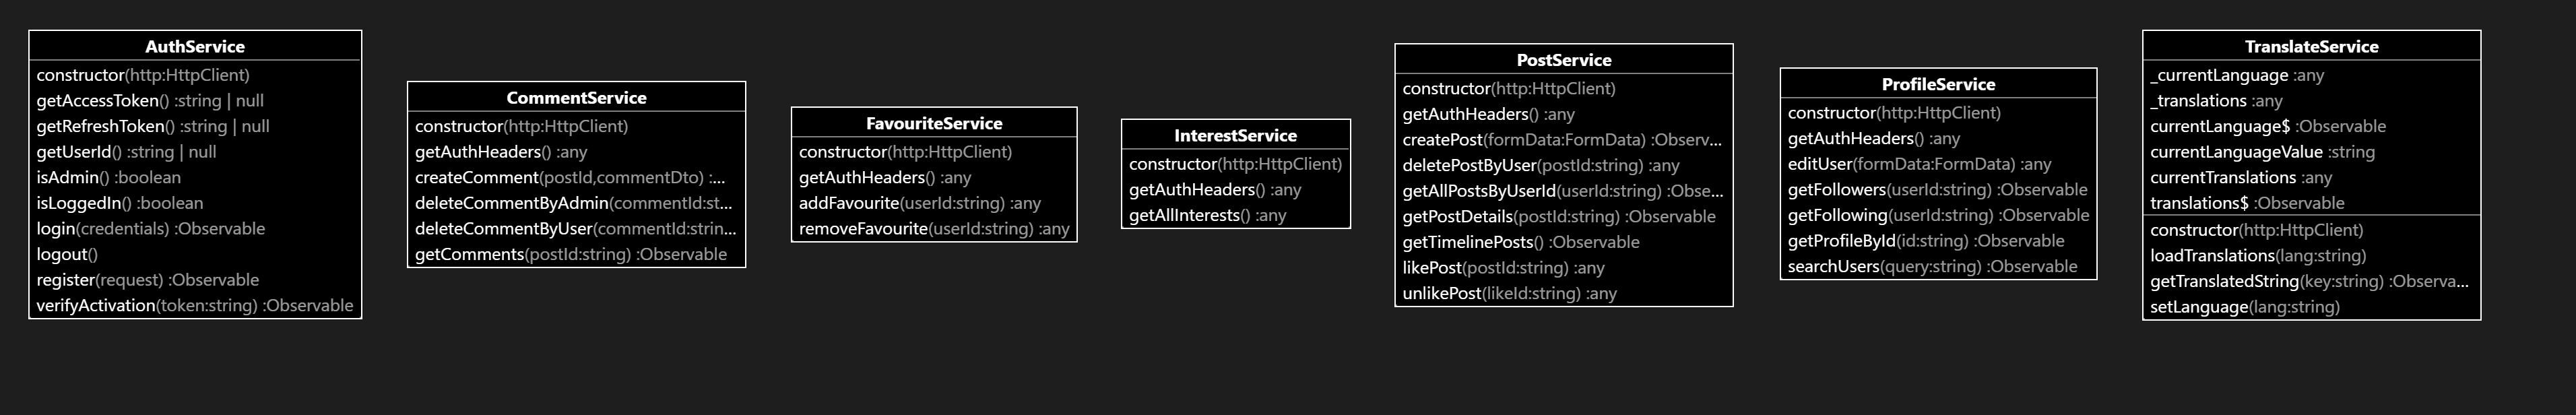 AuthService
constructor(http:HttpClient)
getAccessToken() :string | null
getRefreshToken() :string | null
getUserId() :string | null
isAdmin() :boolean
isLoggedIn() :boolean
login(credentials) :Observable
logout()
register(request) :Observable
verifyActivation(token:string) :Observable
CommentService
constructor(http:HttpClient)
getAuthHeaders() :any
createComment(postId,commentDto) :...
deleteCommentByAdmin(commentId:st...
deleteCommentByUser(commentId:strin...
getComments(postId:string) :Observable
FavouriteService
constructor(http:HttpClient)
getAuthHeaders() :any
addFavourite(userId:string) :any
removeFavourite(userId:string) :any
InterestService
constructor(http:HttpClient)
getAuthHeaders() :any
getAllInterests() :any
PostService
constructor(http:HttpClient)
getAuthHeaders() :any
createPost(formData:FormData) :Observ...
deletePostByUser(postId:string) :any
getAllPostsByUserId(userId:string) :Obse...
getPostDetails(postId:string) :Observable
getTimelinePosts() :Observable
likePost(postId:string) :any
unlikePost(likeId:string) :any
ProfileService
constructor(http:HttpClient)
getAuthHeaders() :any
editUser(formData:FormData) :any
getFollowers(userId:string) :Observable
getFollowing(userId:string) :Observable
getProfileById(id:string) :Observable
searchUsers(query:string) :Observable
TranslateService
_currentLanguage :any
_translations :any
currentLanguage$ :Observable
currentLanguageValue :string
currentTranslations :any
translations$ :Observable
constructor(http:HttpClient)
loadTranslations(lang:string)
getTranslatedString(key:string) :Observa...
setLanguage(lang:string)